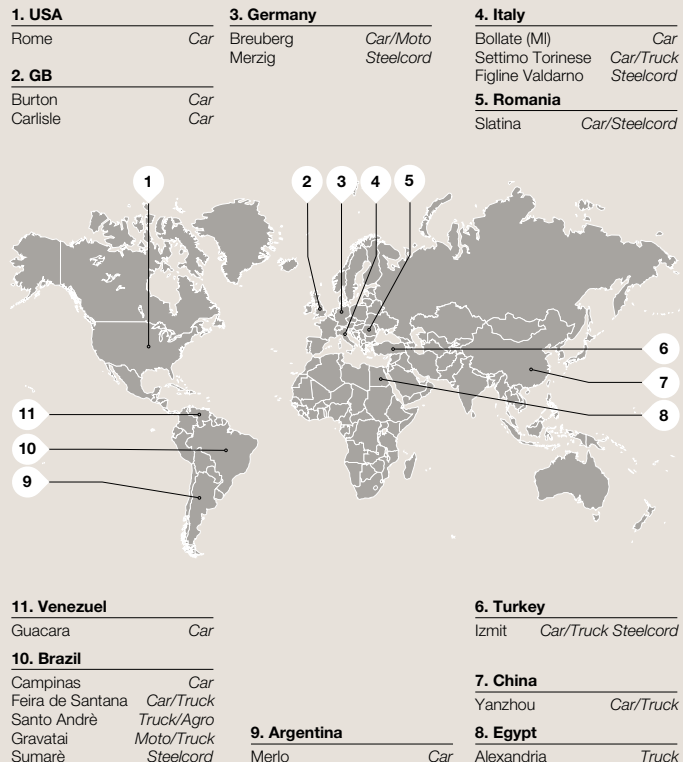 1. USA
Rome Car
2. GB
Burton Car
Carlisle Car
3. Germany
Breuberg Car/Moto
Merzig Steelcord
4. Italy
Bollate (MI) Car
Settimo Torinese Car/Truck
Figline Valdarno Steelcord
5. Romania
Slatina Car/Steelcord
1
2
3
4
5
6
7
8
11
10
9
11. Venezuel
Guacara Car
10. Brazil
Campinas Car
Feira de Santana Car/Truck
Santo Andrè Truck/Agro
Gravatai Moto/Truck
Sumarè Steelcord
9. Argentina
Merlo Car
6. Turkey
Izmit Car/Truck Steelcord
7. China
Yanzhou Car/Truck
8. Egypt
Alexandria Truck